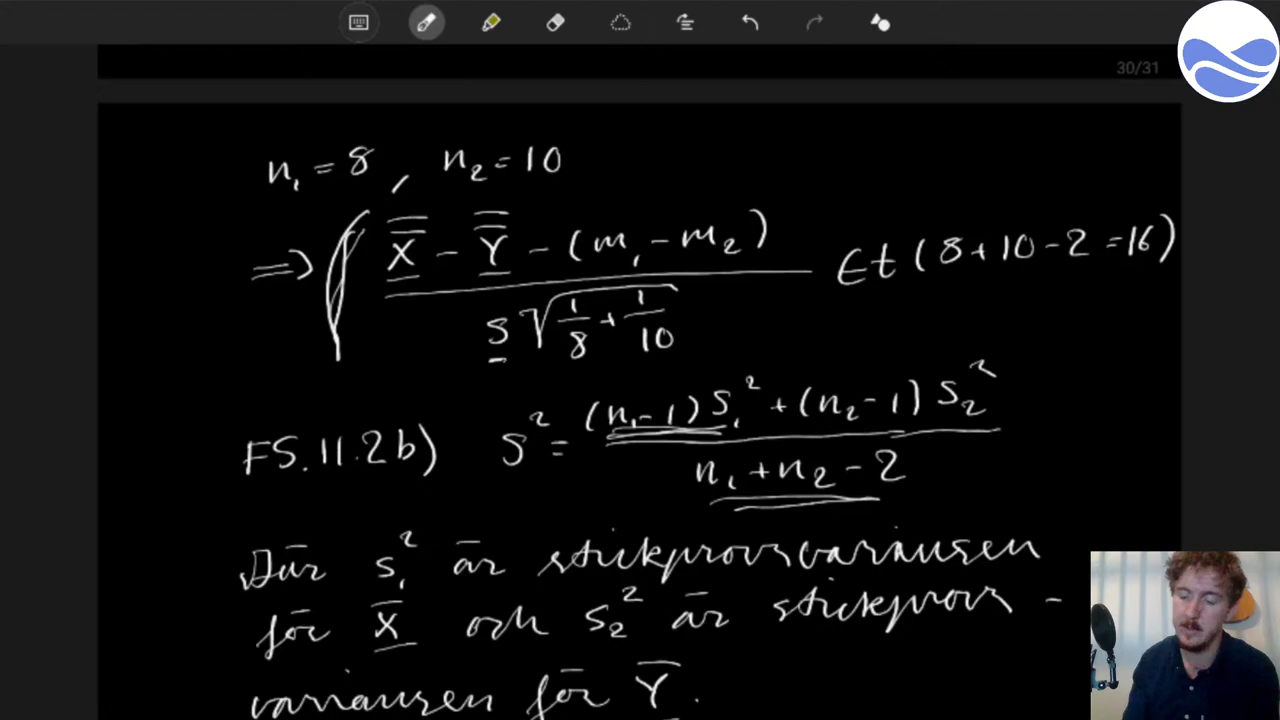 30/31
n₁ = 8 , n₂ = 10
⟹ (X̿ − Y̿ − (m₁ − m₂)) / (s√(1/8 + 1/10)) ∈ t(8+10−2=16)
FS.11.2b) S² = ((n₁−1)S₁² + (n₂−1)S₂²) / (n₁+n₂−2)
Där s₁² är stickprovsvariansen
för X̄ och s₂² är stickprovs-
variansen för Ȳ.